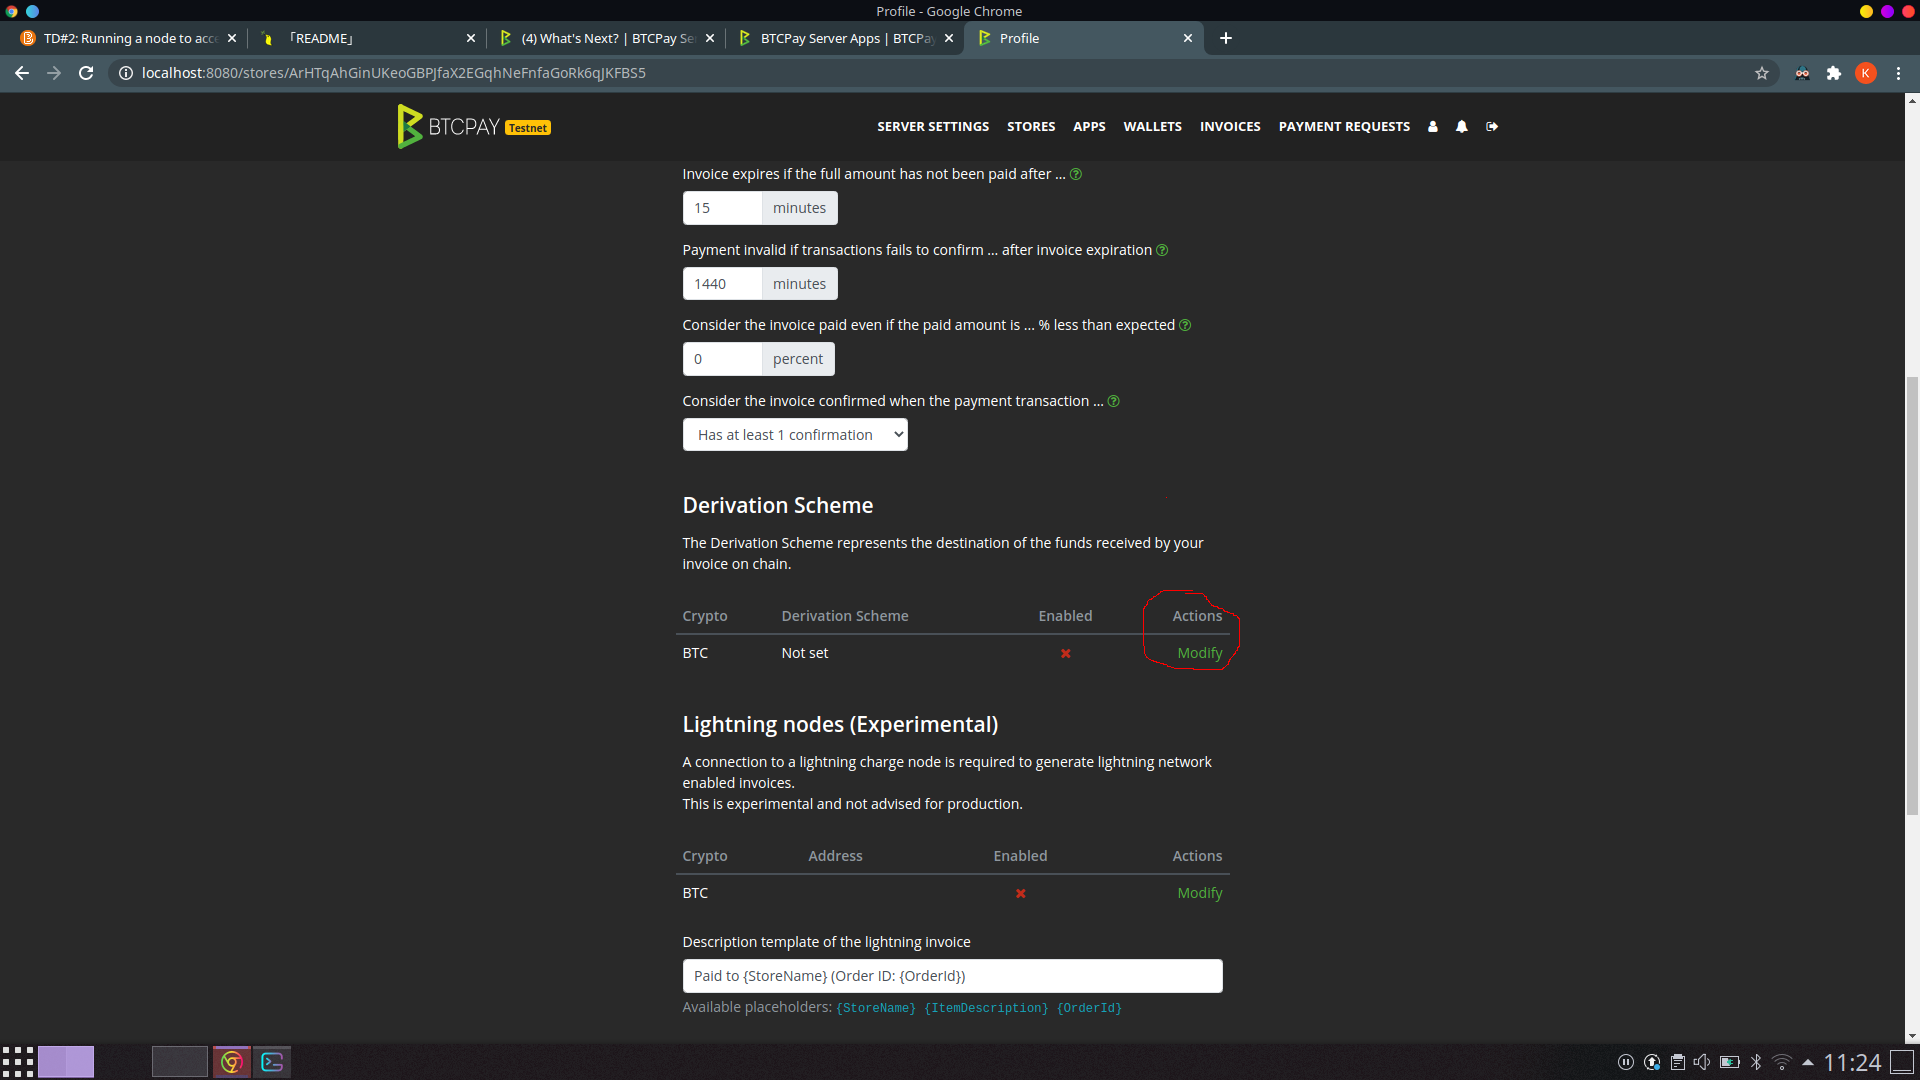 Profile - Google Chrome
TD#2: Running a node to acc
「README」
(4) What's Next? | BTCPay Se
BTCPay Server Apps | BTCPa
Profile
localhost:8080/stores/ArHTqAhGinUKeoGBPJfaX2EGqhNeFnfaGoRk6qJKFBS5
K
BTCPAY Testnet
SERVER SETTINGS STORES APPS WALLETS INVOICES PAYMENT REQUESTS
Invoice expires if the full amount has not been paid after ...
15 minutes
Payment invalid if transactions fails to confirm ... after invoice expiration
1440 minutes
Consider the invoice paid even if the paid amount is ... % less than expected
0 percent
Consider the invoice confirmed when the payment transaction ...
Has at least 1 confirmation
Derivation Scheme
The Derivation Scheme represents the destination of the funds received by your
invoice on chain.
Crypto Derivation Scheme Enabled Actions
BTC Not set Modify
Lightning nodes (Experimental)
A connection to a lightning charge node is required to generate lightning network
enabled invoices.
This is experimental and not advised for production.
Crypto Address Enabled Actions
BTC Modify
Description template of the lightning invoice
Paid to {StoreName} (Order ID: {OrderId})
Available placeholders: {StoreName} {ItemDescription} {OrderId}
11:24